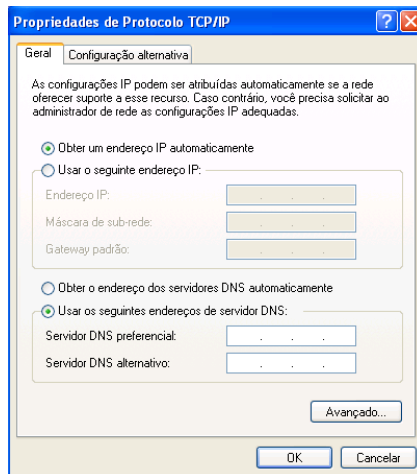 Propriedades de Protocolo TCP/IP
Geral
Configuração alternativa
As configurações IP podem ser atribuídas automaticamente se a rede
oferecer suporte a esse recurso. Caso contrário, você precisa solicitar ao
administrador de rede as configurações IP adequadas.
Obter um endereço IP automaticamente
Usar o seguinte endereço IP:
Endereço IP:
Máscara de sub-rede:
Gateway padrão:
Obter o endereço dos servidores DNS automaticamente
Usar os seguintes endereços de servidor DNS:
Servidor DNS preferencial:
Servidor DNS alternativo:
Avançado...
OK
Cancelar